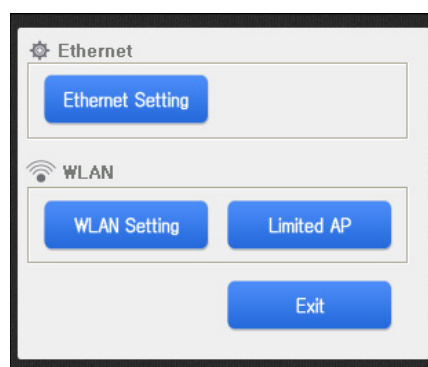 Ethernet
Ethernet Setting
WLAN
WLAN Setting
Limited AP
Exit